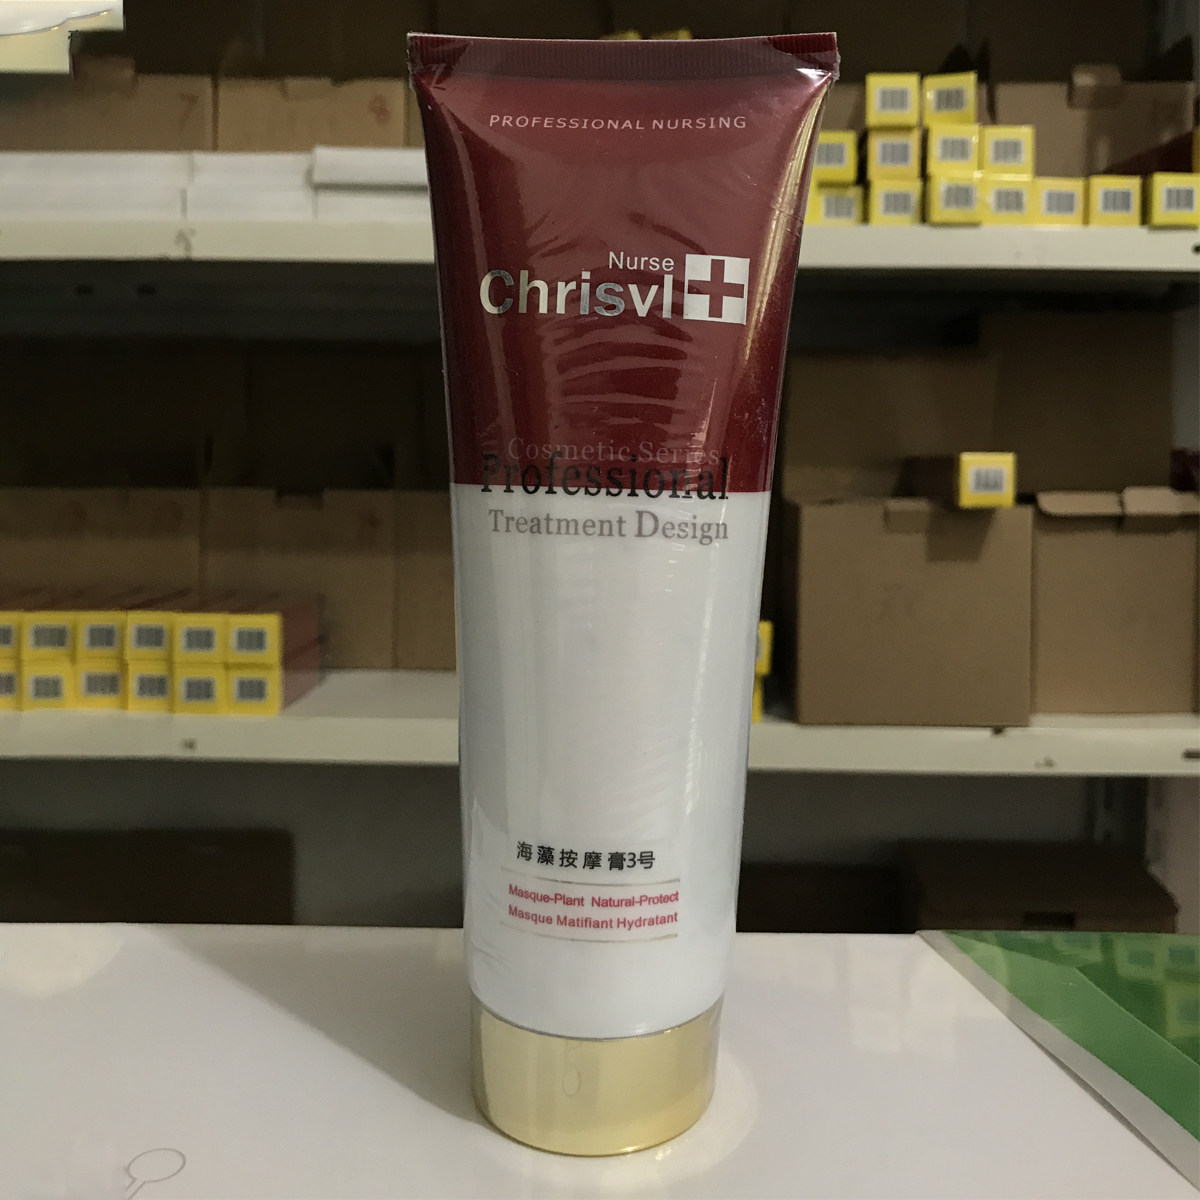 PROFESSIONAL NURSING
Nurse
Chrisvl
Cosmetic Series
Professional
Treatment Design
海藻按摩膏3号
Masque-Plant Natural-Protect
Masque Matifiant Hydratant